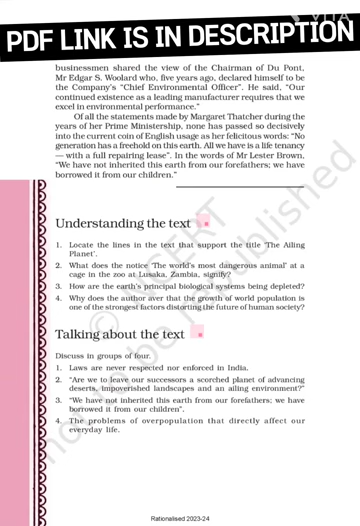 VITA
PDF LINK IS IN DESCRIPTION
businessmen shared the view of the Chairman of Du Pont,
Mr Edgar S. Woolard who, five years ago, declared himself to be
the Company's “Chief Environmental Officer”. He said, “Our
continued existence as a leading manufacturer requires that we
excel in environmental performance.”
Of all the statements made by Margaret Thatcher during the
years of her Prime Ministership, none has passed so decisively
into the current coin of English usage as her felicitous words: “No
generation has a freehold on this earth. All we have is a life tenancy
— with a full repairing lease”. In the words of Mr Lester Brown,
“We have not inherited this earth from our forefathers; we have
borrowed it from our children.”
Understanding the text
1. Locate the lines in the text that support the title ‘The Ailing
Planet’.
2. What does the notice ‘The world's most dangerous animal’ at a
cage in the zoo at Lusaka, Zambia, signify?
3. How are the earth's principal biological systems being depleted?
4. Why does the author aver that the growth of world population is
one of the strongest factors distorting the future of human society?
Talking about the text
Discuss in groups of four.
1. Laws are never respected nor enforced in India.
2. “Are we to leave our successors a scorched planet of advancing
deserts, impoverished landscapes and an ailing environment?”
3. “We have not inherited this earth from our forefathers; we have
borrowed it from our children”.
4. The problems of overpopulation that directly affect our
everyday life.
© NCERT
not to be republished
Rationalised 2023-24